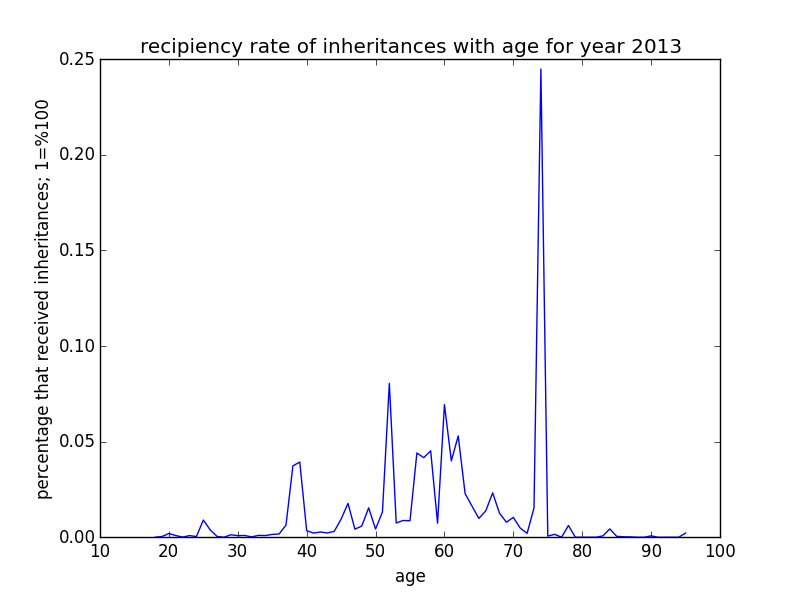 recipiency rate of inheritances with age for year 2013
percentage that received inheritances; 1=%100
0.25
0.20
0.15
0.10
0.05
0.00
10 20 30 40 50 60 70 80 90 100
age